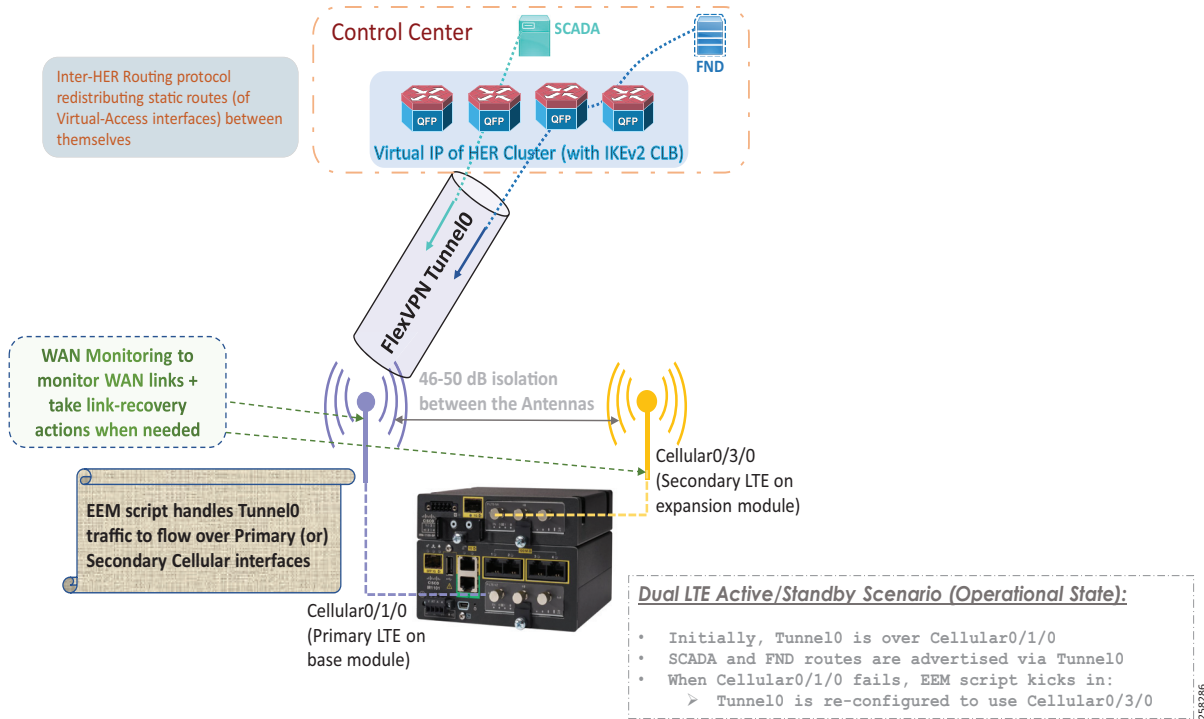 Control Center
SCADA
FND
Inter-HER Routing protocol
redistributing static routes (of
Virtual-Access interfaces) between
themselves
QFP
QFP
QFP
QFP
Virtual IP of HER Cluster (with IKEv2 CLB)
FlexVPN Tunnel0
WAN Monitoring to
monitor WAN links +
take link-recovery
actions when needed
46-50 dB isolation
between the Antennas
Cellular0/3/0
(Secondary LTE on
expansion module)
EEM script handles Tunnel0
traffic to flow over Primary (or)
Secondary Cellular interfaces
Cellular0/1/0
(Primary LTE on
base module)
Dual LTE Active/Standby Scenario (Operational State):
• Initially, Tunnel0 is over Cellular0/1/0
• SCADA and FND routes are advertised via Tunnel0
• When Cellular0/1/0 fails, EEM script kicks in:
➢ Tunnel0 is re-configured to use Cellular0/3/0